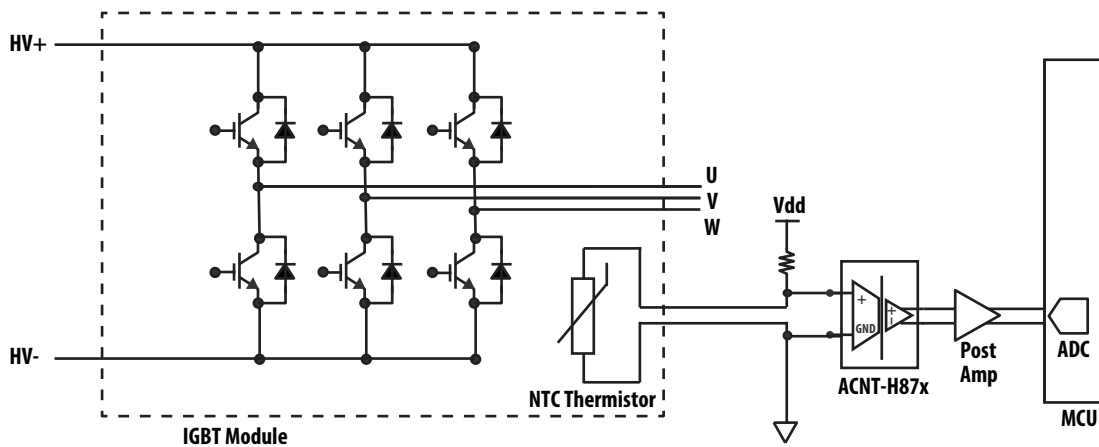 HV+
U
V
W
Vdd
+
GND
+
−
HV-
NTC Thermistor
ACNT-H87x
Post
Amp
ADC
MCU
IGBT Module